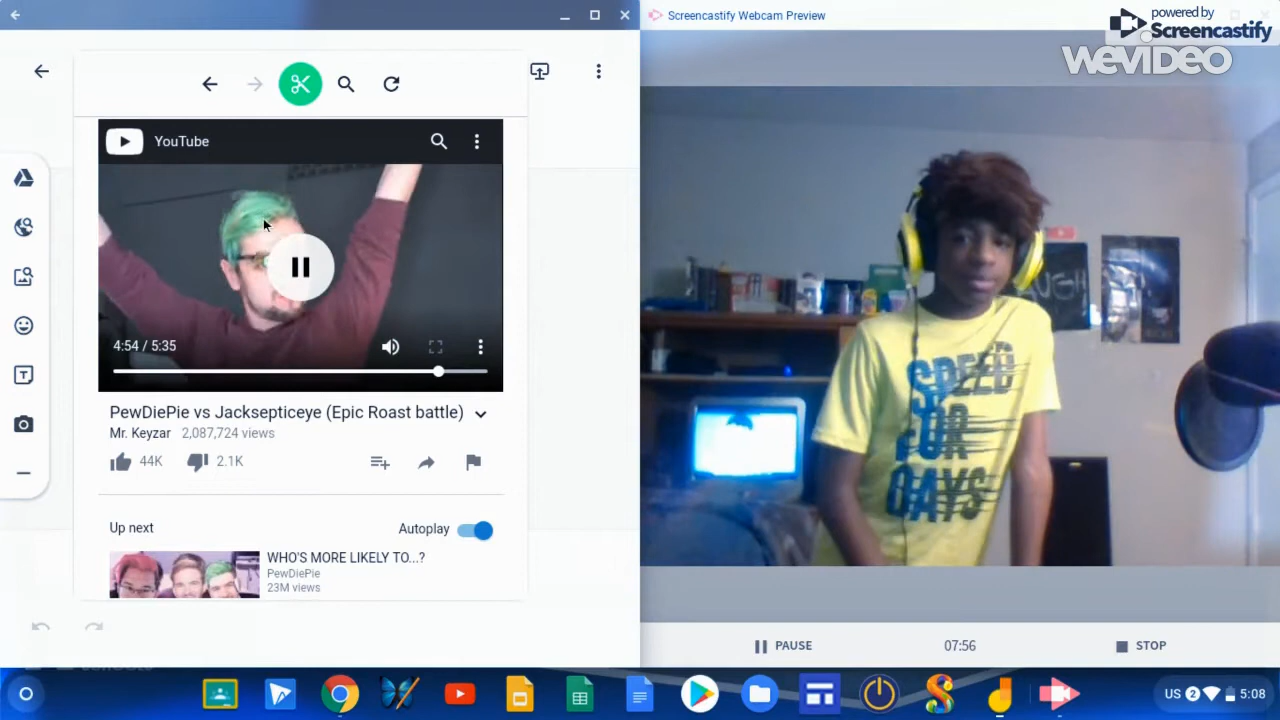 Screencastify Webcam Preview
powered by
Screencastify
WeVideo
YouTube
4:54 / 5:35
PewDiePie vs Jacksepticeye (Epic Roast battle)
Mr. Keyzar 2,087,724 views
44K 2.1K
Up next Autoplay
WHO'S MORE LIKELY TO...?
PewDiePie
23M views
SPEED
FOR
DAYS
PAUSE 07:56 STOP
US 2 5:08